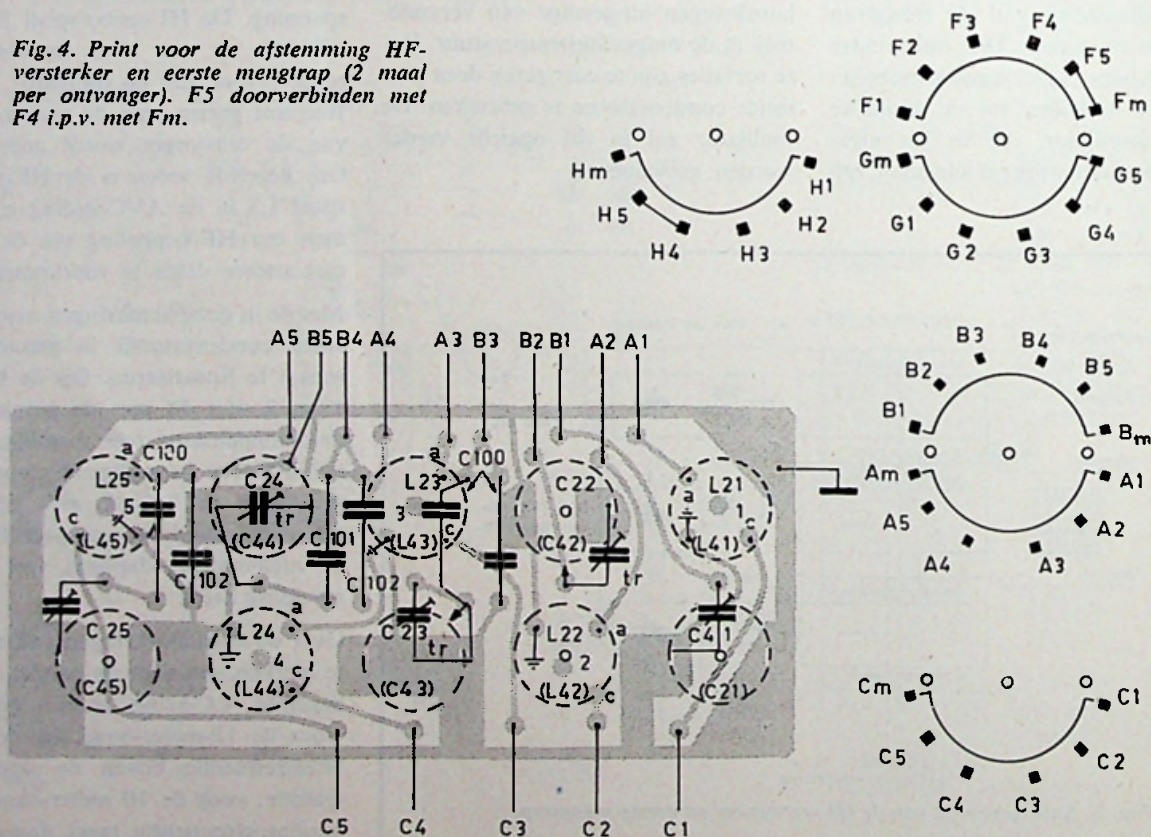 Fig. 4. Print voor de afstemming HF-
versterker en eerste mengtrap (2 maal
per ontvanger). F5 doorverbinden met
F4 i.p.v. met Fm.
F3 F4
F2 F5
F1 Fm
Hm H1 Gm G5
H5 H2 G1 G4
H4 H3 G2 G3
B3 B4
B2 B5
B1 Bm
Am A1
A5 A2
A4 A3
A5 B5 B4 A4 A3 B3 B2 B1 A2 A1
a C100 a C100
L25 C24 L23 C22 L21
5 tr 3 a 1
c (C44) C101 c (C42) c
(L45) (L43) (L41)
C102 C102 tr
a a
C25 L24 C23 L22 C41
4 tr 2
(C45) (L44) c (C43) (L42) c (C21)
Cm C1
C5 C2
C4 C3
C5 C4 C3 C2 C1